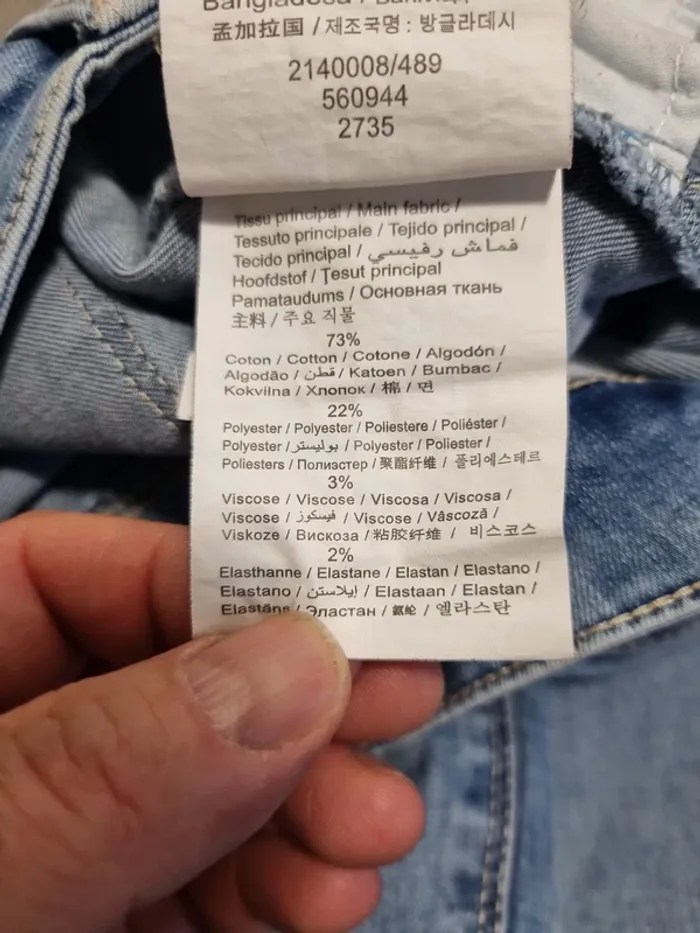 孟加拉国 / 제조국명 : 방글라데시
2140008/489
560944
2735
Tissu principal / Main fabric /
Tessuto principale / Tejido principal /
Tecido principal / قماش رئيسي
Hoofdstof / Țesut principal
Pamataudums / Основная ткань
主料 / 주요 직물
73%
Coton / Cotton / Cotone / Algodón /
Algodão / قطن / Katoen / Bumbac /
Kokvilna / Хлопок / 棉 / 면
22%
Polyester / Polyester / Poliestere / Poliéster /
Polyester / بوليستر / Polyester / Poliester /
Poliesters / Полиэстер / 聚酯纤维 / 폴리에스테르
3%
Viscose / Viscose / Viscosa / Viscosa /
Viscose / فيسكوز / Viscose / Vâscoză /
Viskoze / Вискоза / 粘胶纤维 / 비스코스
2%
Elasthanne / Elastane / Elastan / Elastano /
Elastano / إيلاستن / Elastaan / Elastan /
Elastāns / Эластан / 氨纶 / 엘라스탄